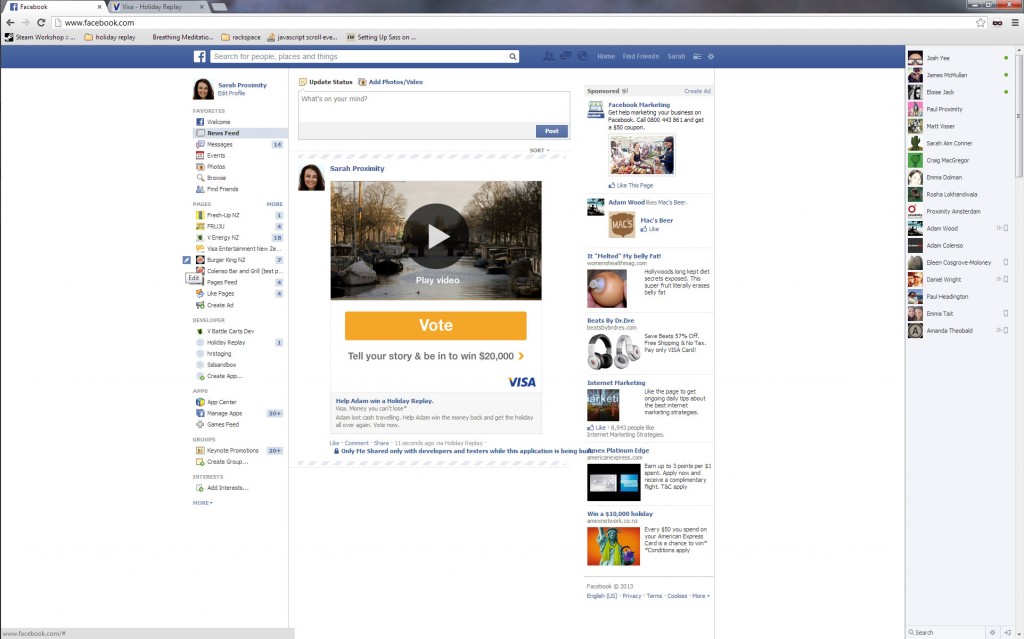 Facebook
Visa - Holiday Replay
www.facebook.com
Steam Workshop ::...
holiday replay
Breathing Meditatio...
rackspace
javascript scroll eve...
Setting Up Sass on ...
Search for people, places and things
Home
Find Friends
Sarah
Sarah Proximity
Edit Profile
FAVORITES
Welcome
News Feed
Messages 14
Events
Photos
Browse
Find Friends
PAGES MORE
Fresh-Up NZ 1
FRUJU 4
V Energy NZ 18
Visa Entertainment New Ze...
Burger King NZ 7
Colenso Bar and Grill (test p...
Edit
Pages Feed 4
Like Pages 4
Create Ad
DEVELOPER
V Battle Carts Dev
Holiday Replay 1
hrstaging
Sslsandbox
Create App...
APPS
App Center
Manage Apps 20+
Games Feed
GROUPS
Keynote Promotions 20+
Create Group...
INTERESTS
Add Interests...
MORE
Update Status
Add Photos/Video
What's on your mind?
Post
SORT
Sarah Proximity
Play video
Vote
Tell your story & be in to win $20,000
VISA
Help Adam win a Holiday Replay.
Visa. Money you can't lose*
Adam lost cash travelling. Help Adam win the money back and get the holiday
all over again. Vote now.
Like · Comment · Share · 11 seconds ago via Holiday Replay ·
Only Me Shared only with developers and testers while this application is being
Sponsored
Create Ad
Facebook Marketing
Get help marketing your business on
Facebook. Call 0800 443 861 and get
a $50 coupon.
Like This Page
Adam Wood likes Mac's Beer.
MAC'S
Mac's Beer
Like
It "Melted" My belly Fat!
womenshealthmag.com
Hollywoods long kept diet
secrets exposed. This
super fruit literally erases
belly fat
Beats By Dr.Dre
beatsbybrdres.com
Save Beats 57% Off.
Free Shipping & No Tax.
Pay only VISA Card!
Internet Marketing
arketi
Like the page to get
ongoing daily tips about
the best internet
marketing strategies.
Like · 8,943 people like
Internet Marketing Strategies.
Amex Platinum Edge
americanexpress.com
Earn up to 3 points per $1
spent. Apply now and
receive a complimentary
flight. T&C apply
Win a $10,000 holiday
amexnetwork.co.nz
Every $50 you spend on
your American Express
Card is a chance to win*
*Conditions apply
Facebook © 2013
English (US) · Privacy · Terms · Cookies · More
Josh Yee
James McMullan
Eloise Jack
Paul Proximity
Matt Visser
Sarah Aim Conner
Craig MacGregor
Emma Dolman
Rosha Lokhandwala
Proximity Amsterdam
Adam Wood
Adam Colenso
Eileen Cosgrove-Moloney
Daniel Wright
Paul Headington
Emma Tait
Amanda Theobald
Search
www.facebook.com/#